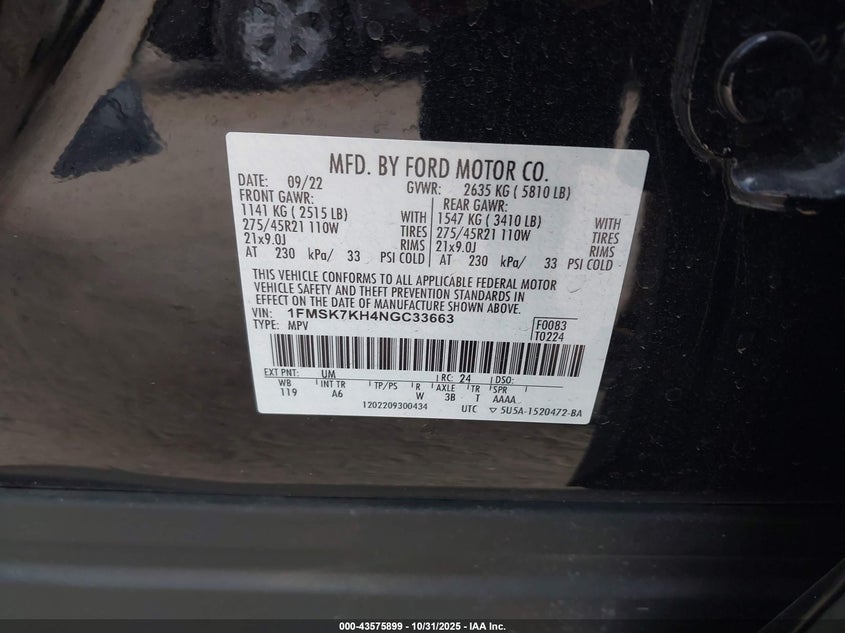 MFD. BY FORD MOTOR CO.
DATE: 09/22 GVWR: 2635 KG ( 5810 LB)
FRONT GAWR: REAR GAWR:
1141 KG ( 2515 LB) WITH 1547 KG ( 3410 LB) WITH
275/45R21 110W TIRES 275/45R21 110W TIRES
21x9.0J RIMS 21x9.0J RIMS
AT 230 kPa/ 33 PSI COLD AT 230 kPa/ 33 PSI COLD
THIS VEHICLE CONFORMS TO ALL APPLICABLE FEDERAL MOTOR
VEHICLE SAFETY AND THEFT PREVENTION STANDARDS IN
EFFECT ON THE DATE OF MANUFACTURE SHOWN ABOVE.
VIN: 1FMSK7KH4NGC33663 F0083
TYPE: MPV T0224
EXT PNT: UM RC: 24 DSO:
WB INT TR TP/PS R AXLE TR SPR
119 A6 W 3B T AAAA
1202209300434 UTC ▽ 5U5A-1520472-BA
000-43575899 - 10/31/2025 - IAA Inc.